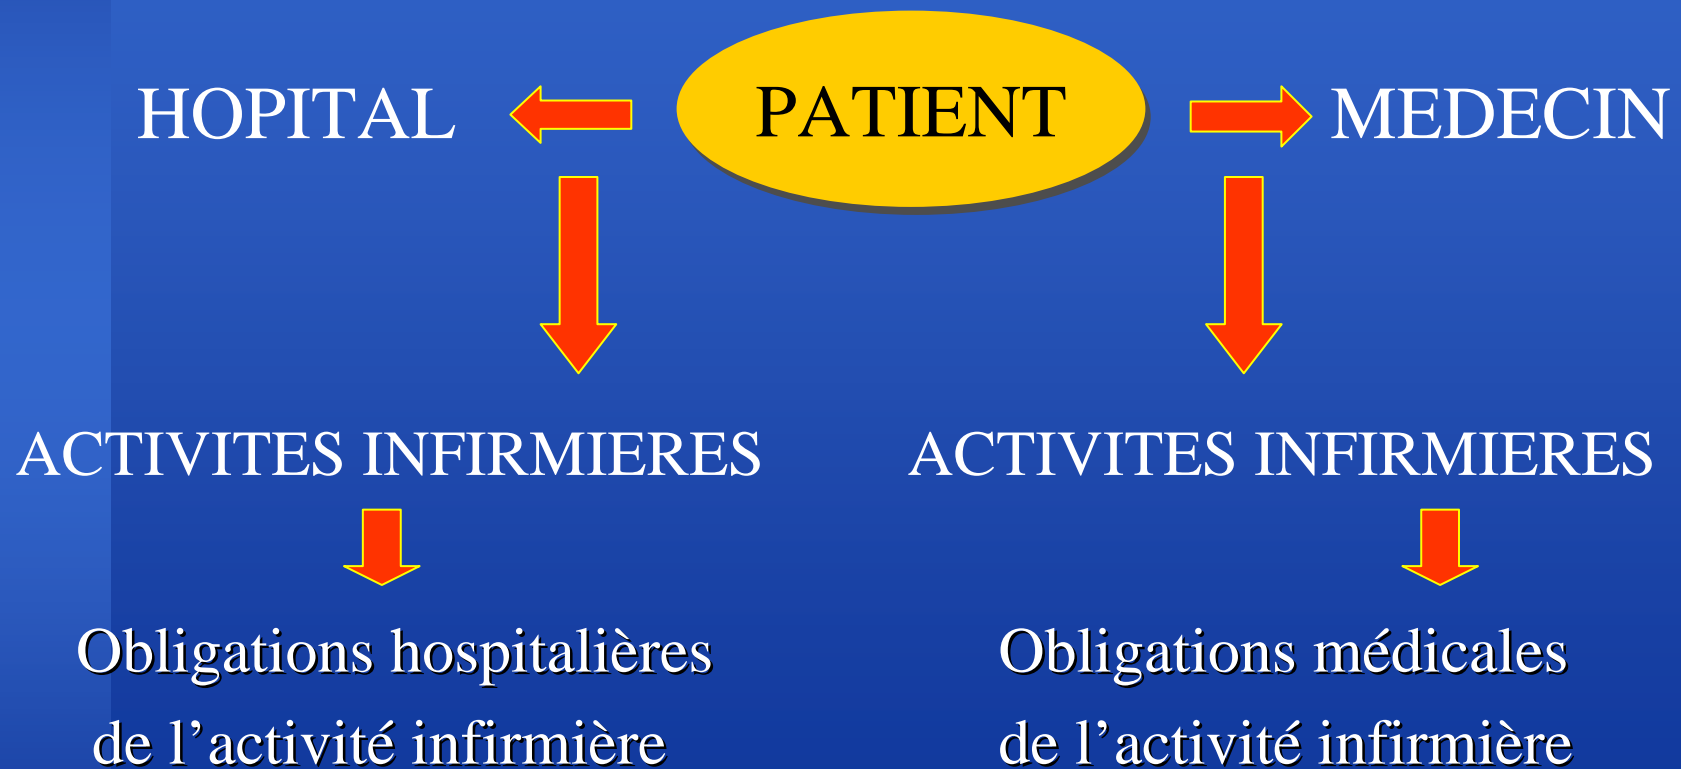 HOPITAL PATIENT MEDECIN
ACTIVITES INFIRMIERES ACTIVITES INFIRMIERES
Obligations hospitalières Obligations médicales
de l’activité infirmière de l’activité infirmière